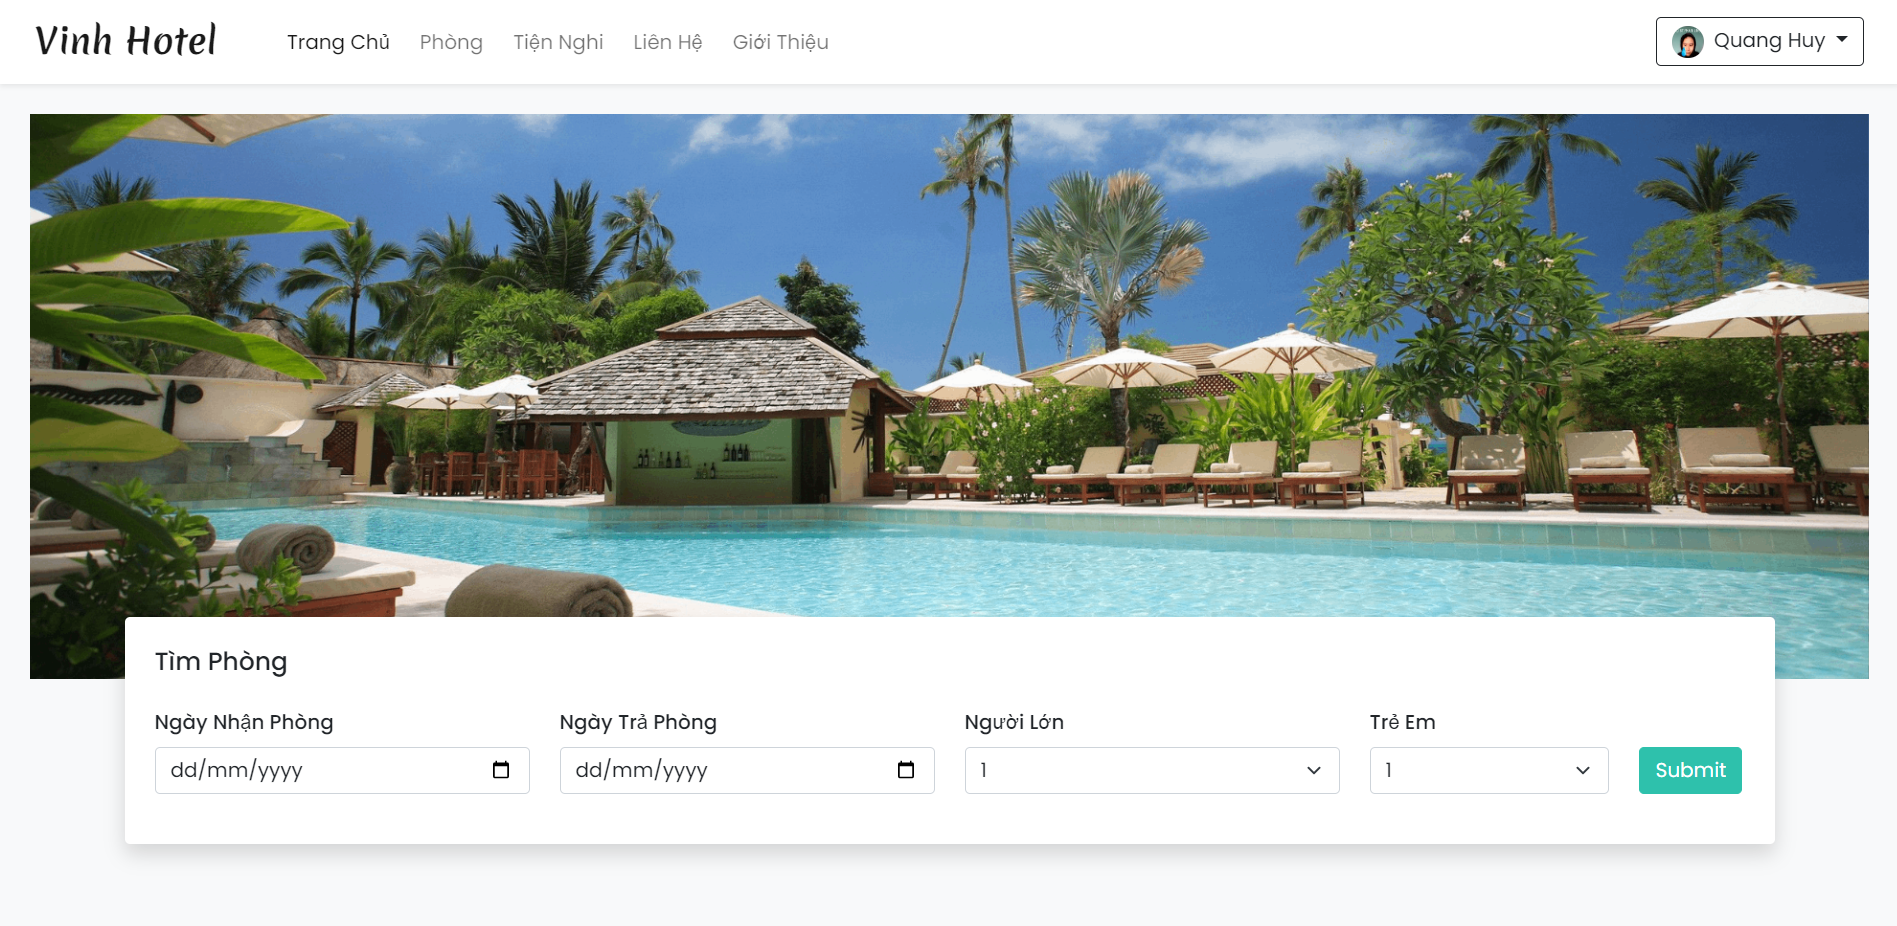 Vinh Hotel
Trang Chủ Phòng Tiện Nghi Liên Hệ Giới Thiệu
Quang Huy
Tìm Phòng
Ngày Nhận Phòng Ngày Trả Phòng Người Lớn Trẻ Em
dd/mm/yyyy dd/mm/yyyy 1 1 Submit